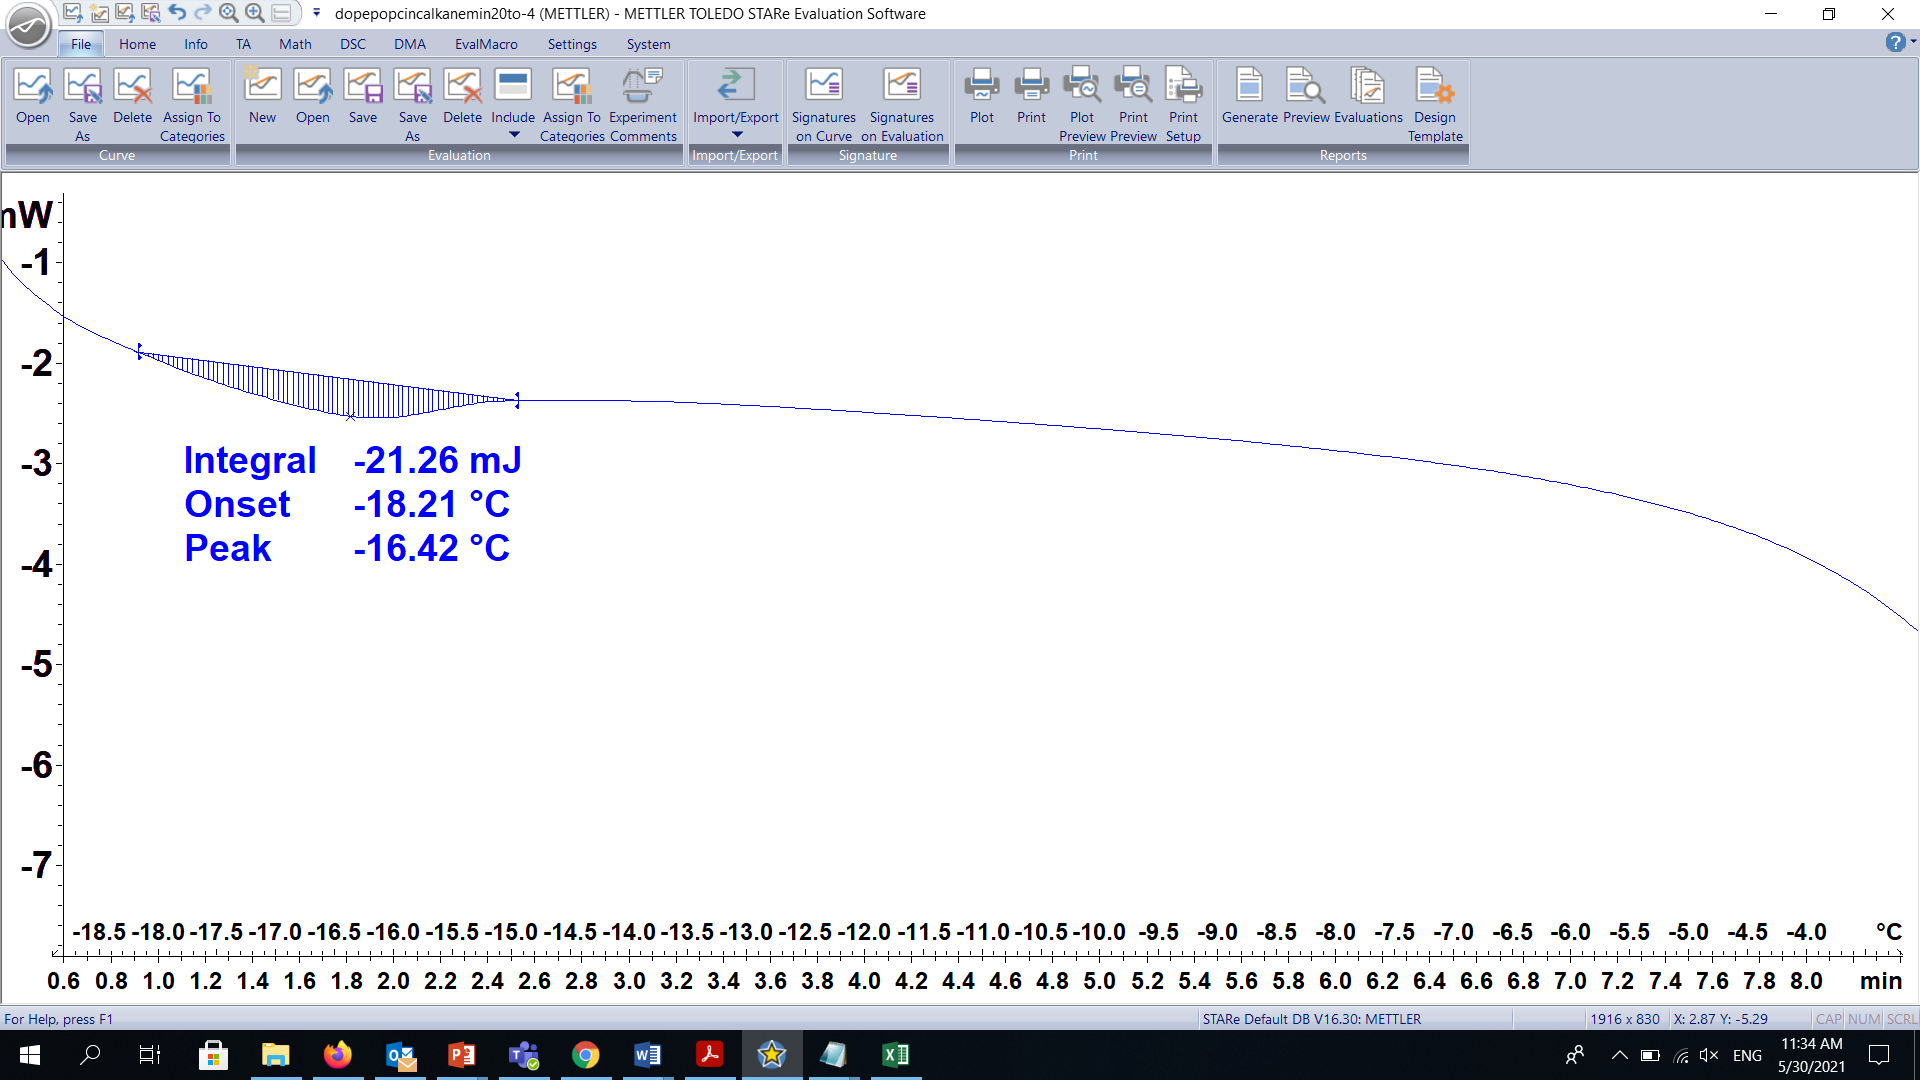 dopepopcincalkanemin20to-4 (METTLER) - METTLER TOLEDO STARe Evaluation Software
File Home Info TA Math DSC DMA EvalMacro Settings System
Open Save As Delete Assign To Categories New Open Save Save As Delete Include Assign To Categories Experiment Comments Import/Export Signatures on Curve Signatures on Evaluation Plot Print Plot Preview Print Preview Print Setup Generate Preview Evaluations Design Template
Curve Evaluation Import/Export Signature Print Reports
mW
-1
-2
-3
-4
-5
-6
-7
Integral -21.26 mJ
Onset -18.21 °C
Peak -16.42 °C
-18.5 -18.0 -17.5 -17.0 -16.5 -16.0 -15.5 -15.0 -14.5 -14.0 -13.5 -13.0 -12.5 -12.0 -11.5 -11.0 -10.5 -10.0 -9.5 -9.0 -8.5 -8.0 -7.5 -7.0 -6.5 -6.0 -5.5 -5.0 -4.5 -4.0 °C
0.6 0.8 1.0 1.2 1.4 1.6 1.8 2.0 2.2 2.4 2.6 2.8 3.0 3.2 3.4 3.6 3.8 4.0 4.2 4.4 4.6 4.8 5.0 5.2 5.4 5.6 5.8 6.0 6.2 6.4 6.6 6.8 7.0 7.2 7.4 7.6 7.8 8.0 min
For Help, press F1 STARe Default DB V16.30: METTLER 1916 x 830 X: 2.87 Y: -5.29 CAP NUM SCRL
ENG 11:34 AM
5/30/2021